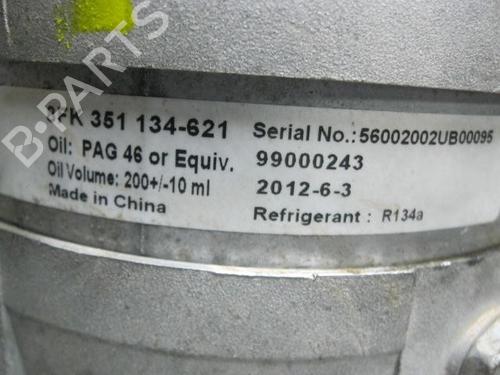 351 134-621
Oil: PAG 46 or Equiv.
Oil Volume: 200+/-10 ml
Made in China
Serial No.:56002002UB00095
99000243
2012-6-3
Refrigerant : R134a
B-PARTS